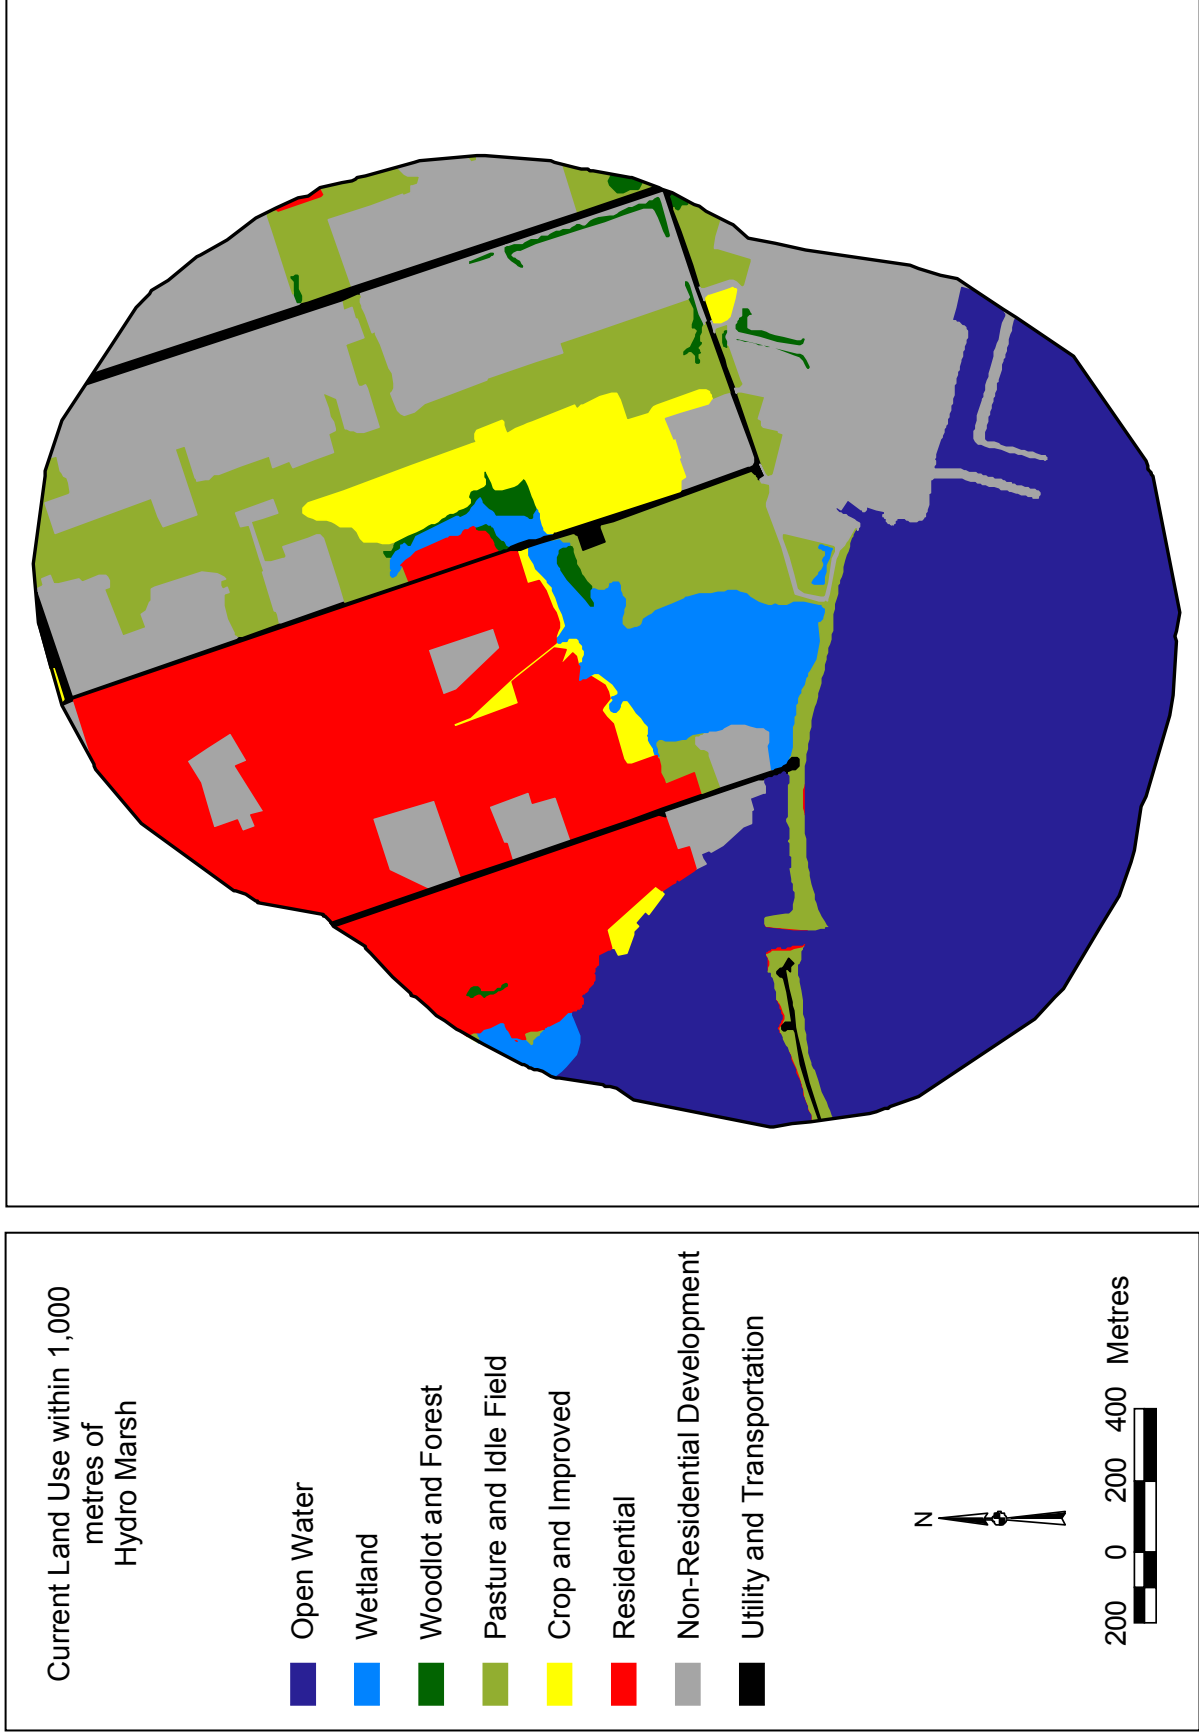 Current Land Use within 1,000
metres of
Hydro Marsh
Open Water
Wetland
Woodlot and Forest
Pasture and Idle Field
Crop and Improved
Residential
Non-Residential Development
Utility and Transportation
N
200 0 200 400 Metres